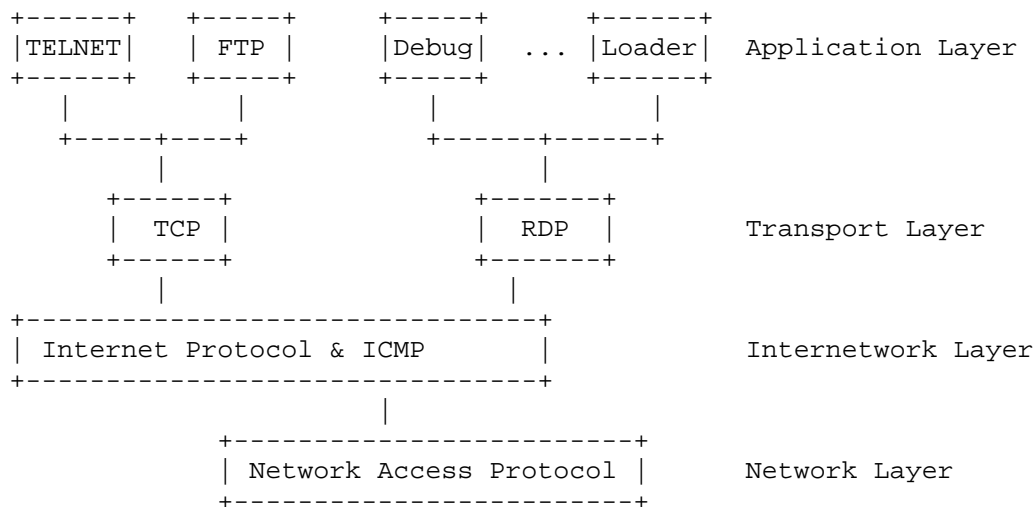 +------+   +-----+     +-----+       +------+
|TELNET|   | FTP |     |Debug|  ...  |Loader|   Application Layer
+------+   +-----+     +-----+       +------+
|        |            |              |
+-----+----+            +------+------+
|                       |
+------+                +-------+
|  TCP |                |  RDP  |        Transport Layer
+------+                +-------+
|                       |
+--------------------------------+
| Internet Protocol & ICMP       |             Internetwork Layer
+--------------------------------+
|
+-------------------------+
| Network Access Protocol |      Network Layer
+-------------------------+